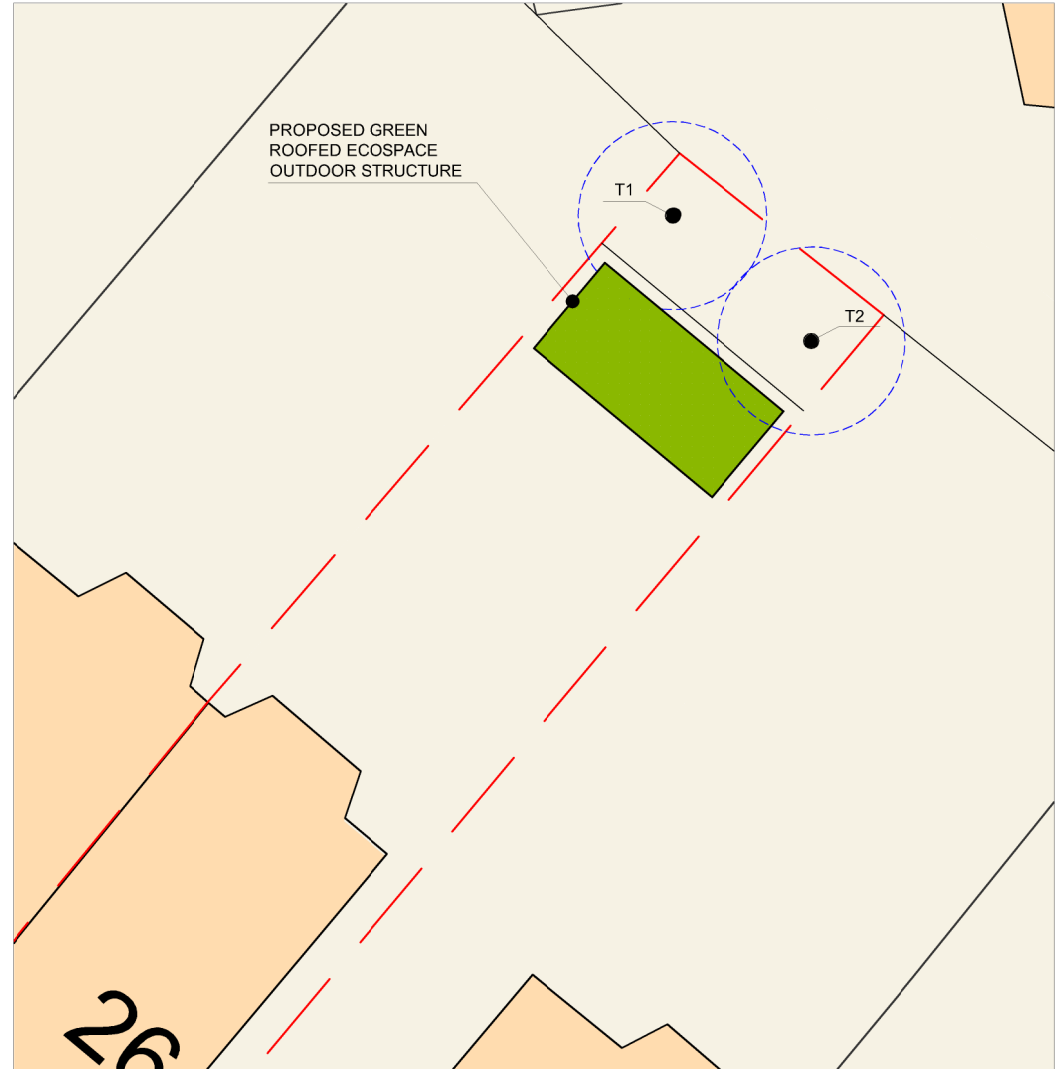 PROPOSED GREEN
ROOFED ECOSPACE
OUTDOOR STRUCTURE
T1
T2
26